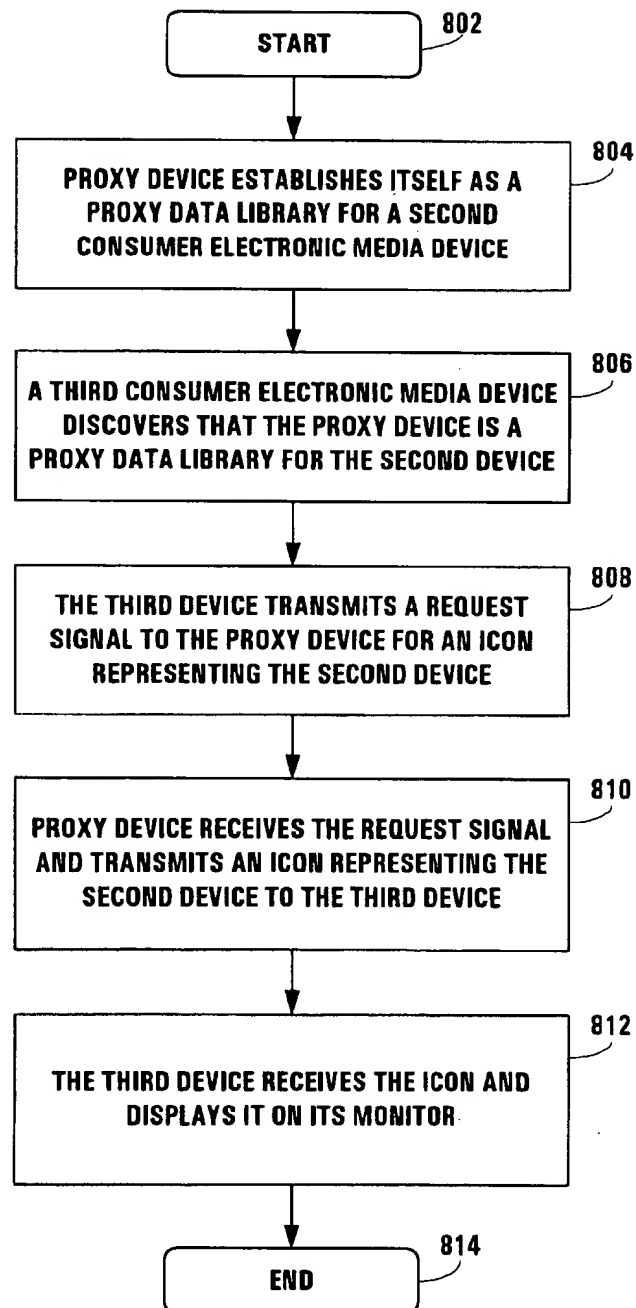 START
802
804
PROXY DEVICE ESTABLISHES ITSELF AS A
PROXY DATA LIBRARY FOR A SECOND
CONSUMER ELECTRONIC MEDIA DEVICE
806
A THIRD CONSUMER ELECTRONIC MEDIA DEVICE
DISCOVERS THAT THE PROXY DEVICE IS A
PROXY DATA LIBRARY FOR THE SECOND DEVICE.
808
THE THIRD DEVICE TRANSMITS A REQUEST
SIGNAL TO THE PROXY DEVICE FOR AN ICON
REPRESENTING THE SECOND DEVICE
810
PROXY DEVICE RECEIVES THE REQUEST SIGNAL
AND TRANSMITS AN ICON REPRESENTING THE
SECOND DEVICE TO THE THIRD DEVICE
812
THE THIRD DEVICE RECEIVES THE ICON AND
DISPLAYS IT ON ITS MONITOR
814
END